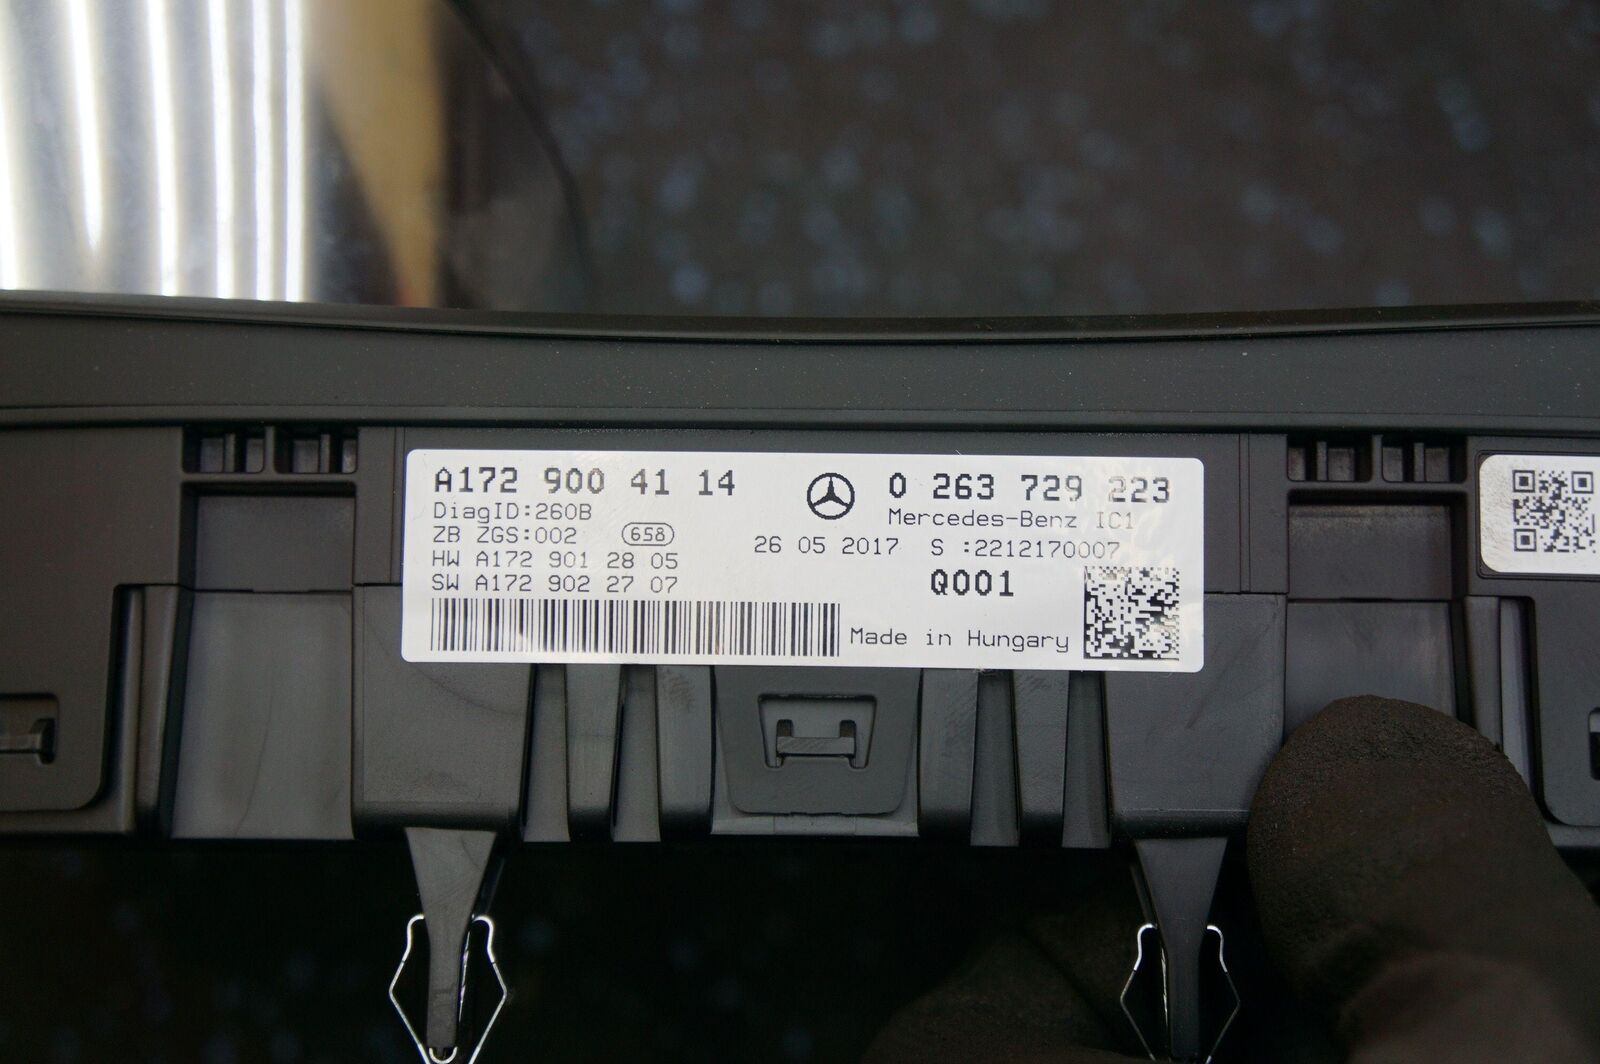 A172 900 41 14
DiagID:260B
ZB ZGS:002 658
HW A172 901 28 05
SW A172 902 27 07
0 263 729 223
Mercedes-Benz IC1
26 05 2017 S :2212170007
Q001
Made in Hungary